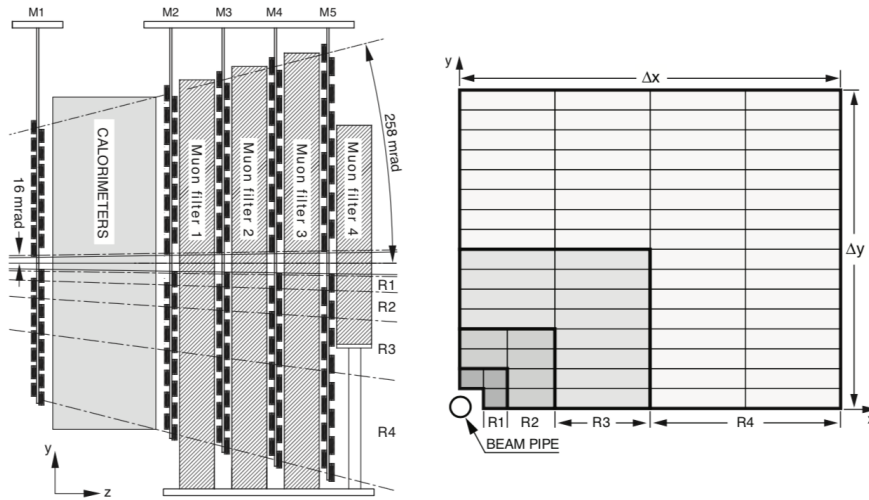 M1
M2
M3
M4
M5
CALORIMETERS
Muon filter 1
Muon filter 2
Muon filter 3
Muon filter 4
258 mrad
16 mrad
R1
R2
R3
R4
y
z
y
Δx
Δy
R1
R2
R3
R4
BEAM PIPE